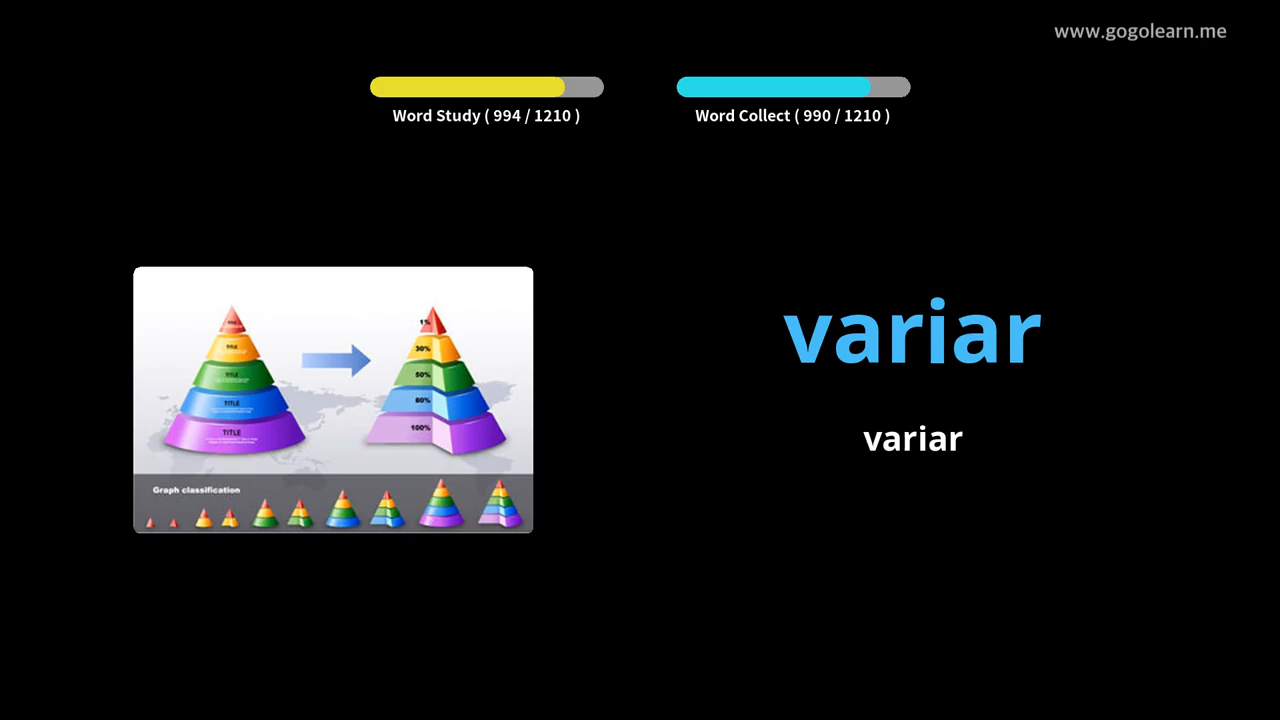 www.gogolearn.me
Word Study ( 994 / 1210 )
Word Collect ( 990 / 1210 )
variar
variar
TITLE
TITLE
TITLE
TITLE
1%
30%
50%
80%
100%
Graph classification